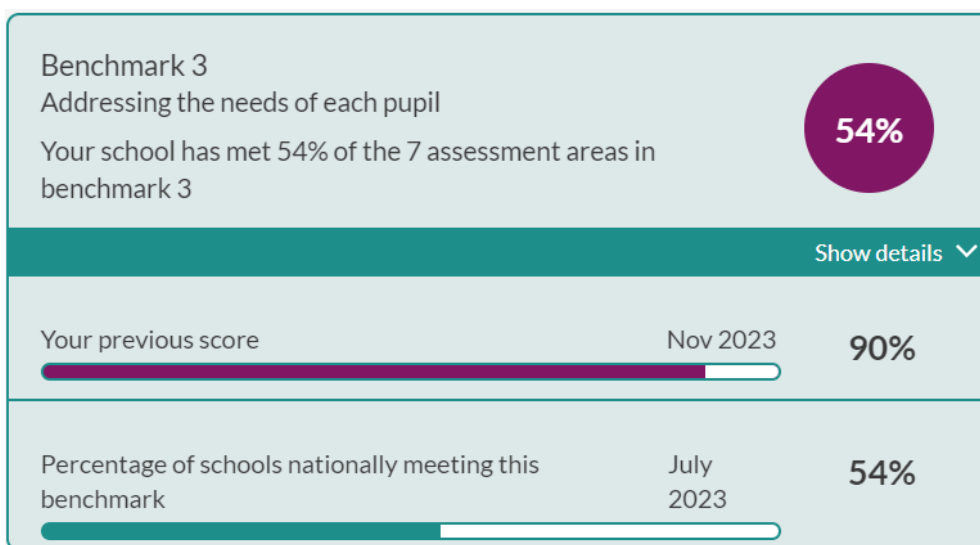 Benchmark 3
Addressing the needs of each pupil
Your school has met 54% of the 7 assessment areas in
benchmark 3
54%
Show details
Your previous score
Nov 2023
90%
Percentage of schools nationally meeting this
benchmark
July
2023
54%